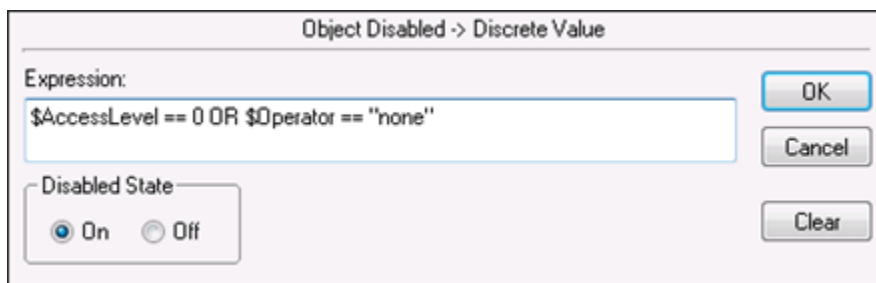 Object Disabled -> Discrete Value
Expression:
$AccessLevel == 0 OR $Operator == "none"
OK
Cancel
Disabled State
On Off
Clear